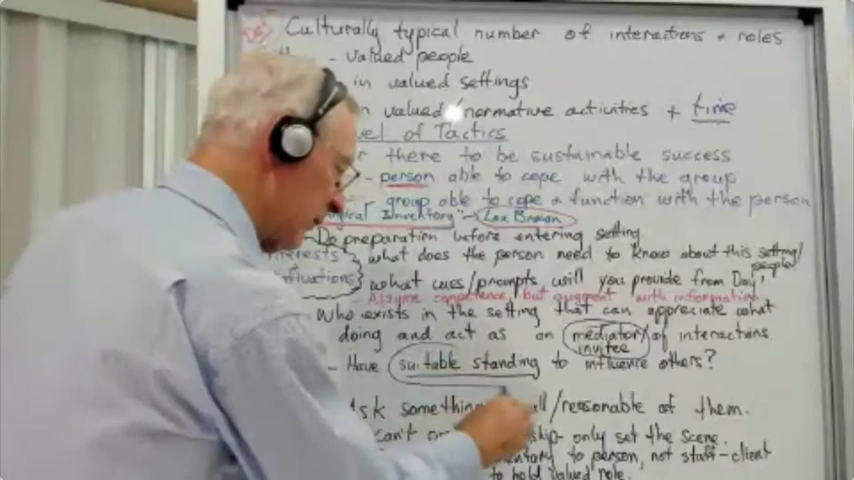 Culturally typical number of interactions + roles
- valued people
in valued settings
in valued/normative activities + time
Level of Tactics
there to be sustainable success
- person able to cope with the group
group able to cope + function with the person
Inventory" - Lou Brown
- Do preparation before entering setting
what does the person need to know about this setting/
people
what cues/prompts will you provide from Day 1
- Assume competence, but augment with information
Who exists in the setting that can appreciate what
doing and act as an mediator/ of interactions
invitee
- Have suitable standing to influence others?
Ask something /reasonable of them.
can't only set the scene.
to person, not staff-client
to hold valued role.